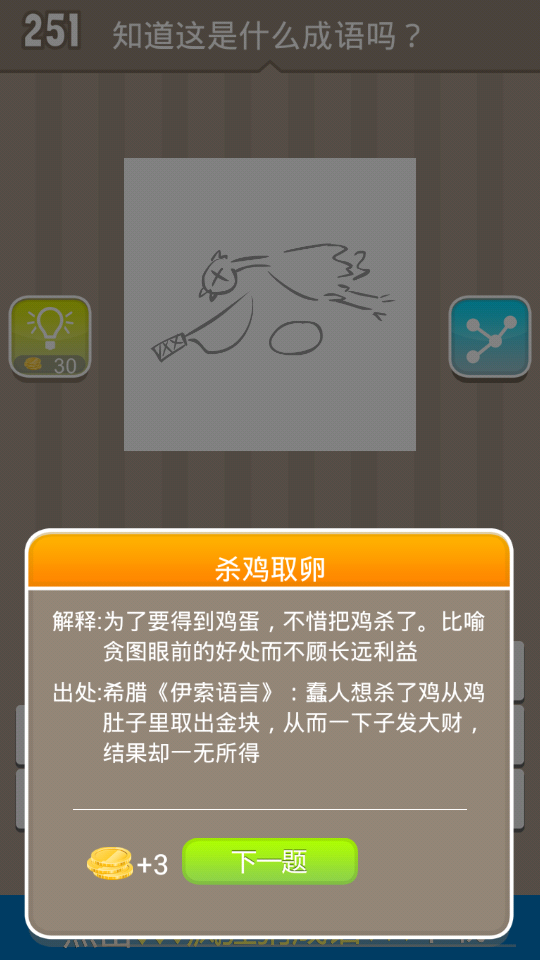 251 知道这是什么成语吗？
30
杀鸡取卵
解释:为了要得到鸡蛋，不惜把鸡杀了。比喻
贪图眼前的好处而不顾长远利益
出处:希腊《伊索语言》：蠢人想杀了鸡从鸡
肚子里取出金块，从而一下子发大财，
结果却一无所得
+3 下一题